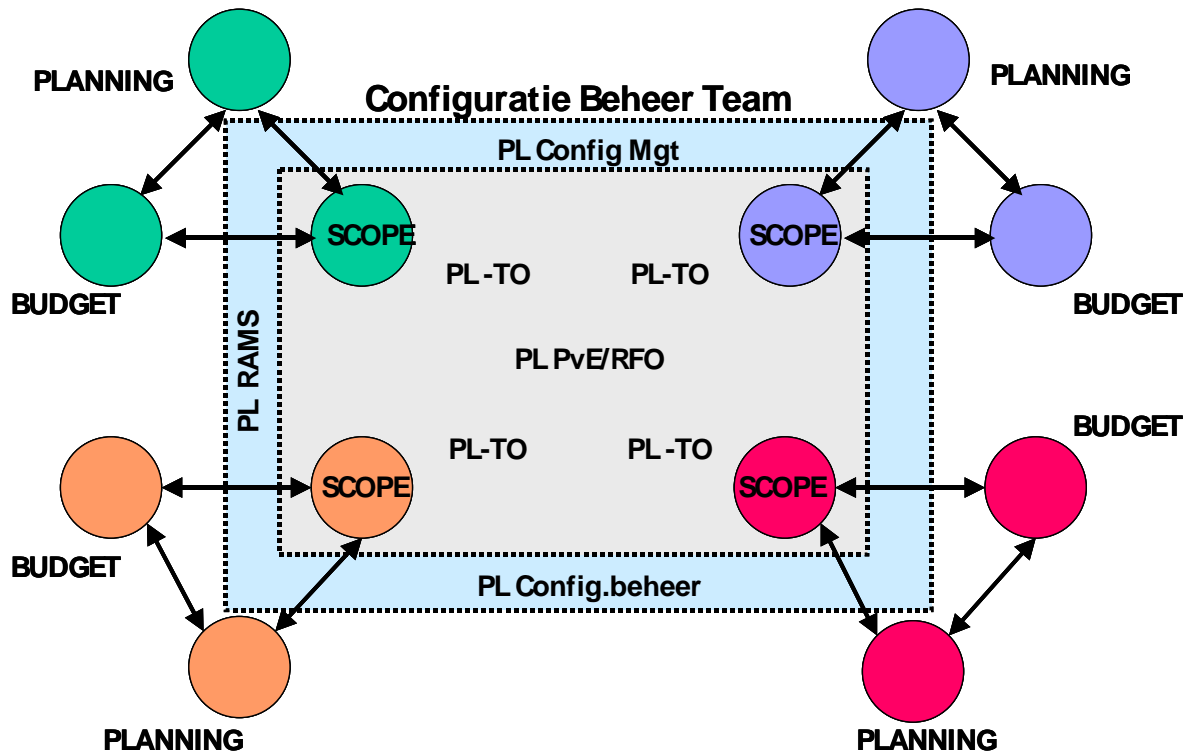 PLANNING
PLANNING
Configuratie Beheer Team
PL Config Mgt
SCOPE
SCOPE
PL -TO
PL-TO
BUDGET
BUDGET
PL RAMS
PL PvE/RFO
BUDGET
PL-TO
PL -TO
SCOPE
SCOPE
BUDGET
PL Config.beheer
PLANNING
PLANNING